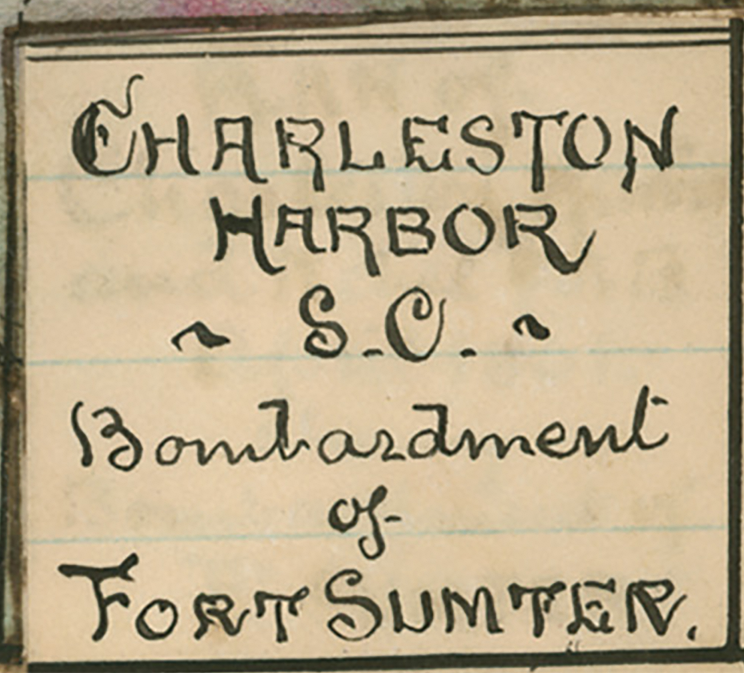 CHARLESTON
HARBOR
~ S.C. ~
Bombardment
of
FORT SUMTER.